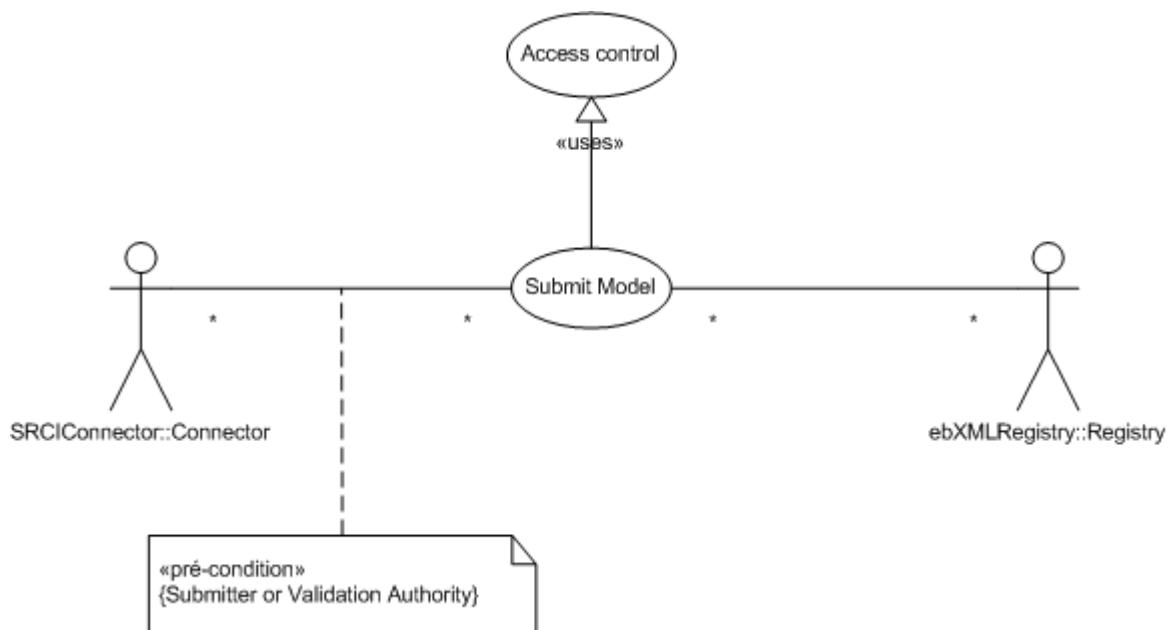 Access control
«uses»
Submit Model
* * * *
SRCIConnector::Connector
ebXMLRegistry::Registry
«pré-condition»
{Submitter or Validation Authority}